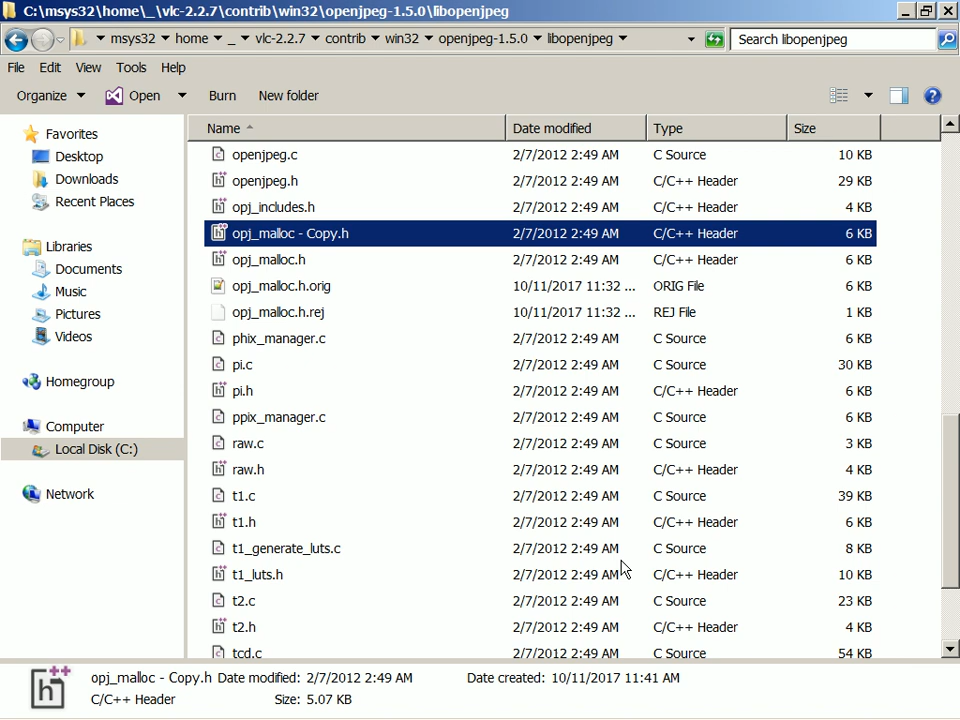 C:\msys32\home\_\vlc-2.2.7\contrib\win32\openjpeg-1.5.0\libopenjpeg
msys32 home _ vlc-2.2.7 contrib win32 openjpeg-1.5.0 libopenjpeg Search libopenjpeg
File Edit View Tools Help
Organize Open Burn New folder
Name Date modified Type Size
Favorites
Desktop
Downloads
Recent Places
Libraries
Documents
Music
Pictures
Videos
Homegroup
Computer
Local Disk (C:)
Network
openjpeg.c 2/7/2012 2:49 AM C Source 10 KB
openjpeg.h 2/7/2012 2:49 AM C/C++ Header 29 KB
opj_includes.h 2/7/2012 2:49 AM C/C++ Header 4 KB
opj_malloc - Copy.h 2/7/2012 2:49 AM C/C++ Header 6 KB
opj_malloc.h 2/7/2012 2:49 AM C/C++ Header 6 KB
opj_malloc.h.orig 10/11/2017 11:32 ... ORIG File 6 KB
opj_malloc.h.rej 10/11/2017 11:32 ... REJ File 1 KB
phix_manager.c 2/7/2012 2:49 AM C Source 6 KB
pi.c 2/7/2012 2:49 AM C Source 30 KB
pi.h 2/7/2012 2:49 AM C/C++ Header 6 KB
ppix_manager.c 2/7/2012 2:49 AM C Source 6 KB
raw.c 2/7/2012 2:49 AM C Source 3 KB
raw.h 2/7/2012 2:49 AM C/C++ Header 4 KB
t1.c 2/7/2012 2:49 AM C Source 39 KB
t1.h 2/7/2012 2:49 AM C/C++ Header 6 KB
t1_generate_luts.c 2/7/2012 2:49 AM C Source 8 KB
t1_luts.h 2/7/2012 2:49 AM C/C++ Header 10 KB
t2.c 2/7/2012 2:49 AM C Source 23 KB
t2.h 2/7/2012 2:49 AM C/C++ Header 4 KB
tcd.c 2/7/2012 2:49 AM C Source 54 KB
opj_malloc - Copy.h Date modified: 2/7/2012 2:49 AM Date created: 10/11/2017 11:41 AM
C/C++ Header Size: 5.07 KB